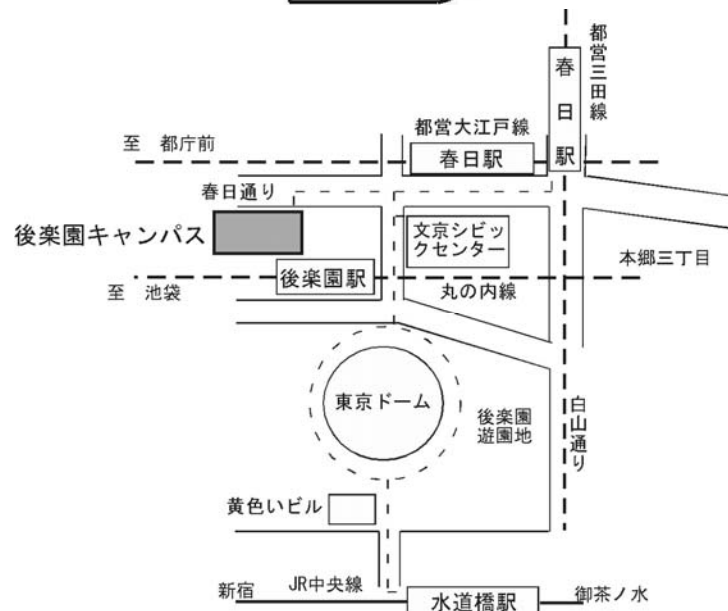 都営三田線
春日駅
都営大江戸線
至 都庁前
春日駅
春日通り
後楽園キャンパス
文京シビッ
クセンター
本郷三丁目
後楽園駅
至 池袋
丸の内線
東京ドーム
後楽園
遊園地
白山通り
黄色いビル
新宿
JR中央線
水道橋駅
御茶ノ水